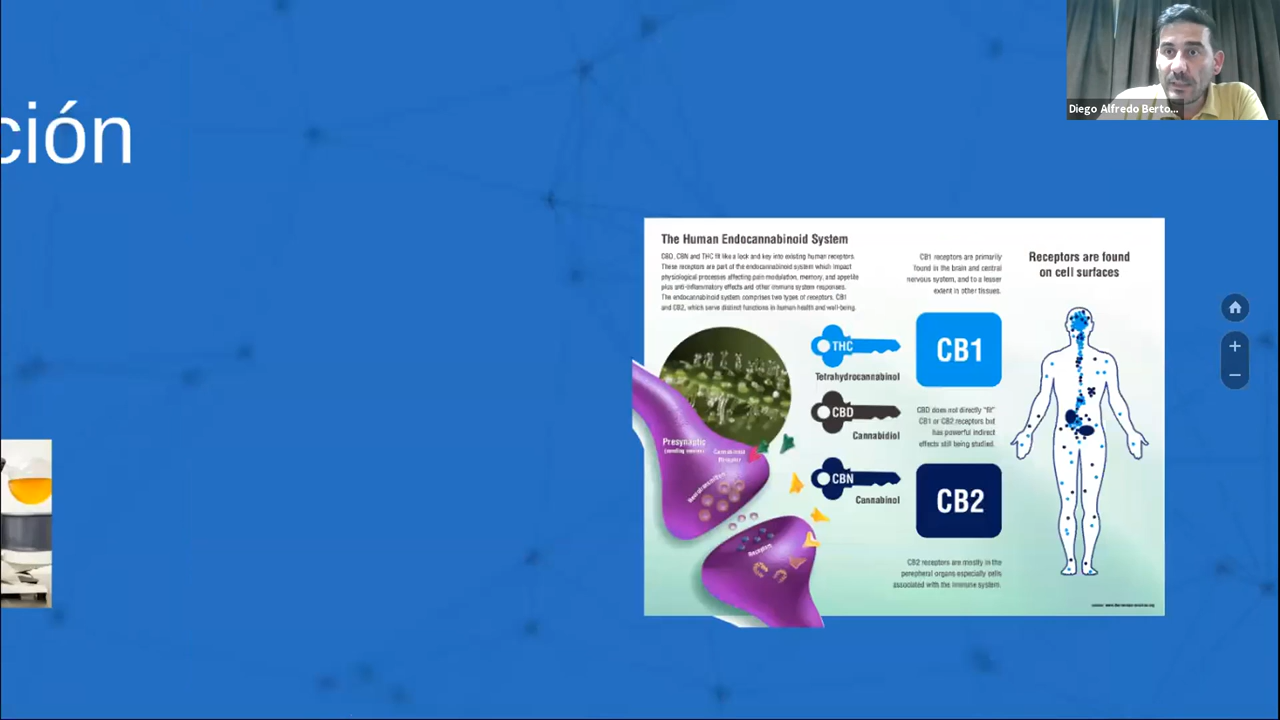 ción
Diego Alfredo Berto...
The Human Endocannabinoid System
CBD, CBN and THC fit like a lock and key into existing human receptors.
These receptors are part of the endocannabinoid system which impact
physiological processes affecting pain modulation, memory, and appetite
plus anti-inflammatory effects and other immune system responses.
The endocannabinoid system comprises two types of receptors, CB1
and CB2, which serve distinct functions in human health and well-being.
CB1 receptors are primarily
found in the brain and central
nervous system, and to a lesser
extent in other tissues.
Receptors are found
on cell surfaces
THC
Tetrahydrocannabinol
CB1
CBD
Cannabidiol
CBD does not directly "fit"
CB1 or CB2 receptors but
has powerful indirect
effects still being studied.
CBN
Cannabinol
CB2
CB2 receptors are mostly in the
peripheral organs especially cells
associated with the immune system.
Presynaptic
(sending neuron)
Cannabinoid
Receptor
Neurotransmitters
Receptors